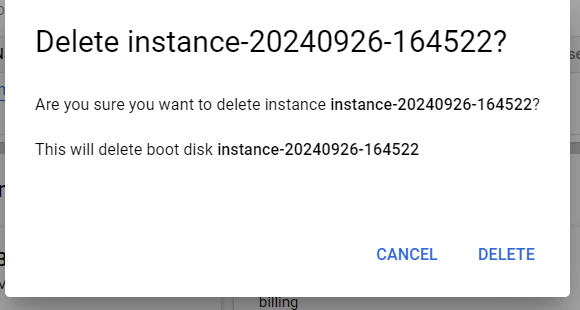 Delete instance-20240926-164522?
Are you sure you want to delete instance instance-20240926-164522?
This will delete boot disk instance-20240926-164522
CANCEL
DELETE
billing